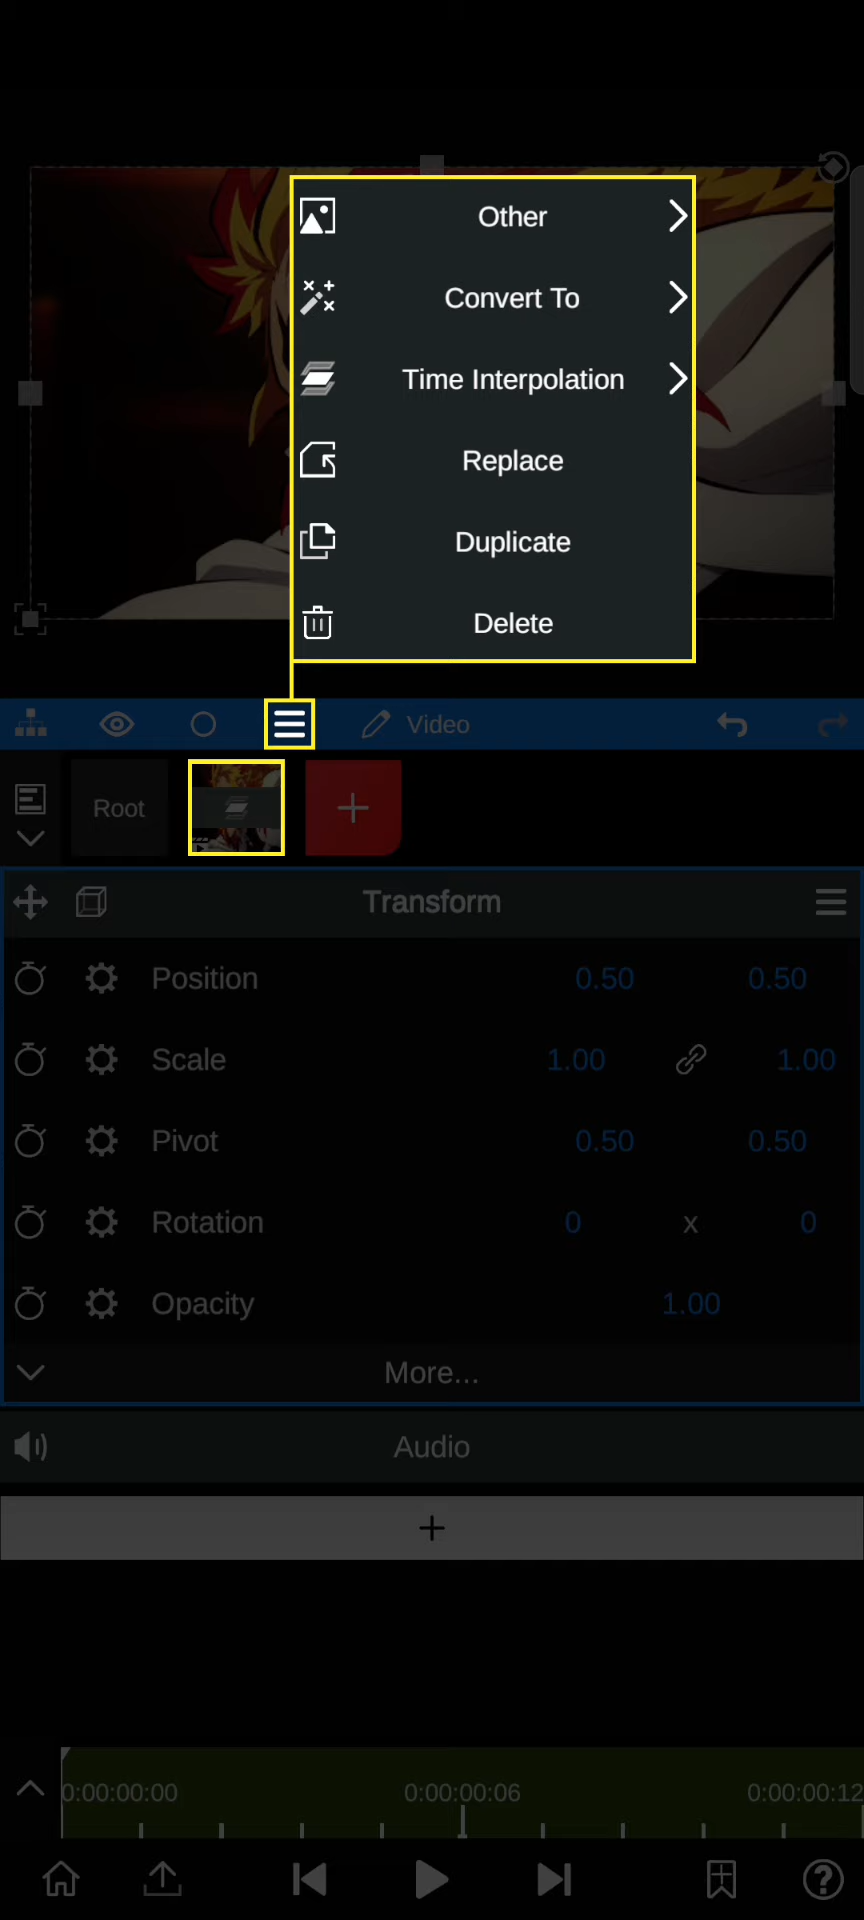 Other
Convert To
Time Interpolation
Replace
Duplicate
Delete
Video
Root
Transform
Position 0.50 0.50
Scale 1.00 1.00
Pivot 0.50 0.50
Rotation 0 x 0
Opacity 1.00
More...
Audio
+
0:00:00:00 0:00:00:06 0:00:00:12